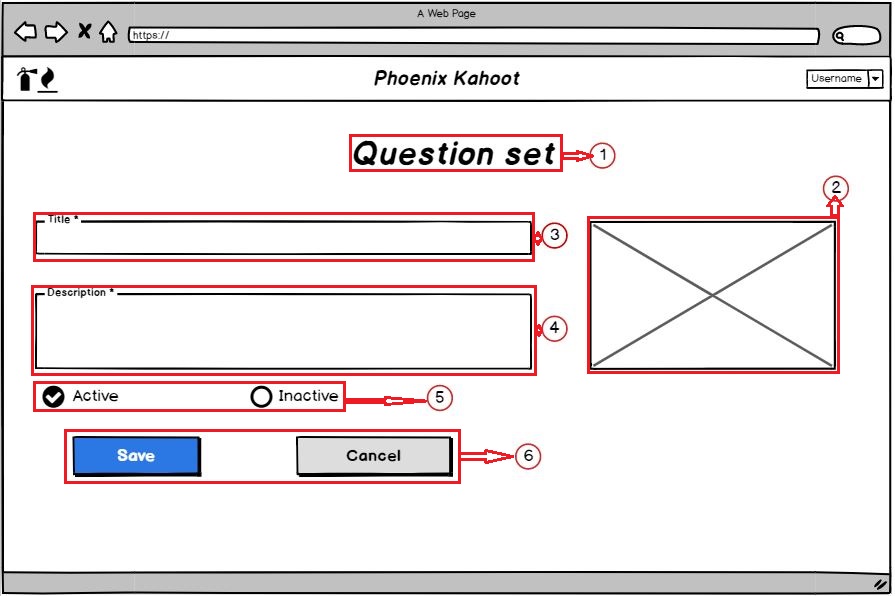 A Web Page
https://
Phoenix Kahoot
Username
Question set
1
2
Title *
3
Description *
4
Active
Inactive
5
Save
Cancel
6